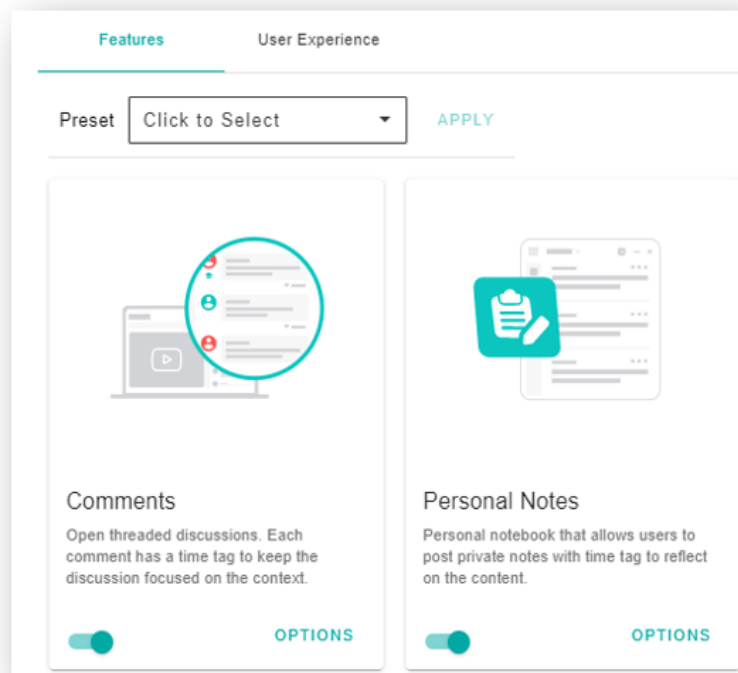 Features
User Experience
Preset
Click to Select
APPLY
Comments
Open threaded discussions. Each
comment has a time tag to keep the
discussion focused on the context.
OPTIONS
Personal Notes
Personal notebook that allows users to
post private notes with time tag to reflect
on the content.
OPTIONS